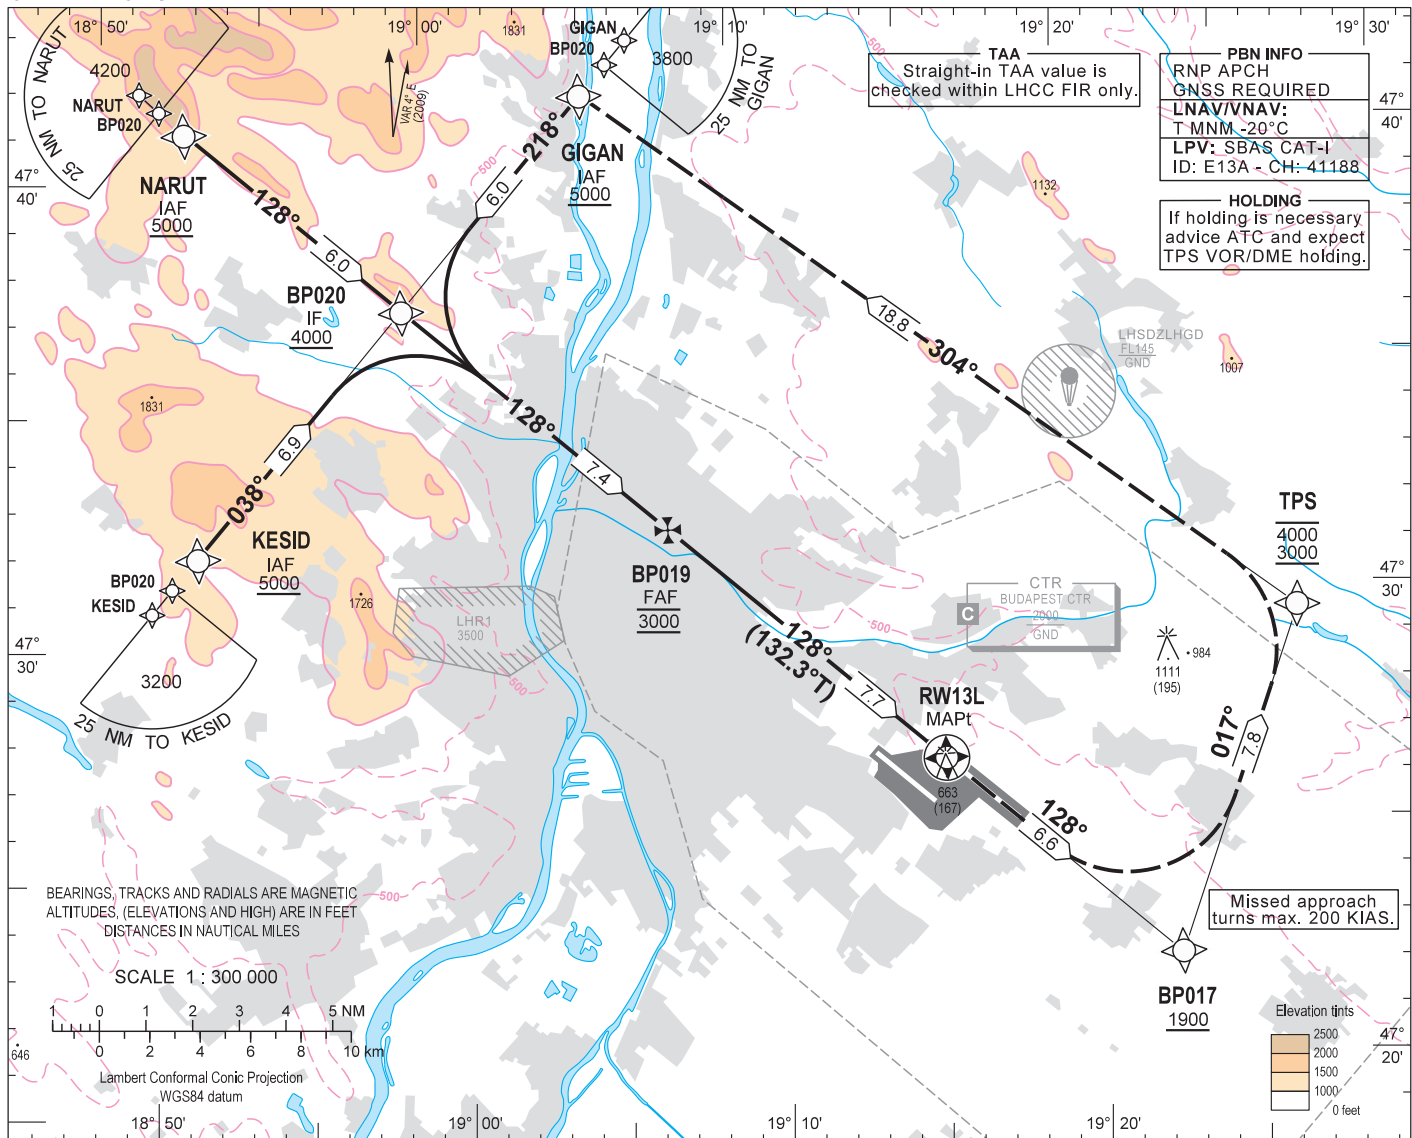 18° 50'
19° 00'
19° 10'
19° 20'
19° 30'
1831
GIGAN
BP020
3800
25 NM TO
GIGAN
25 NM TO NARUT
4200
NARUT
BP020
VAR 4° E
(2009)
TAA
Straight-in TAA value is
checked within LHCC FIR only.
PBN INFO
RNP APCH
GNSS REQUIRED
LNAV/VNAV:
T MNM -20°C
LPV: SBAS CAT-I
ID: E13A - CH: 41188
HOLDING
If holding is necessary
advice ATC and expect
TPS VOR/DME holding.
47°
40'
47°
40'
500
500
NARUT
IAF
5000
128°
6.0
218°
6.0
GIGAN
IAF
5000
1132
BP020
IF
4000
18.8
304°
LHSDZLHGD
FL145
GND
1007
1831
128°
7.4
6.9
038°
KESID
IAF
5000
BP020
KESID
3200
25 NM TO KESID
1726
LHR1
3500
500
BP019
FAF
3000
128°
(132.3°T)
7.7
CTR
BUDAPEST CTR
2000
GND
C
500
TPS
4000
3000
47°
30'
47°
30'
984
1111
(195)
RW13L
MAPt
663
(167)
017°
7.8
128°
6.6
BP017
1900
Missed approach
turns max. 200 KIAS.
500
BEARINGS, TRACKS AND RADIALS ARE MAGNETIC
ALTITUDES, (ELEVATIONS AND HIGH) ARE IN FEET
DISTANCES IN NAUTICAL MILES
SCALE 1 : 300 000
1 0 1 2 3 4 5 NM
0 2 4 6 8 10 km
Lambert Conformal Conic Projection
WGS84 datum
646
Elevation tints
2500
2000
1500
1000
0 feet
47°
20'
18° 50'
19° 00'
19° 10'
19° 20'